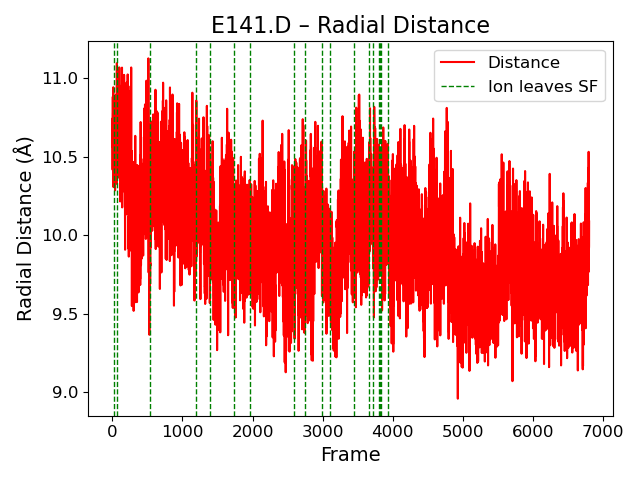 E141.D – Radial Distance
Distance
Ion leaves SF
Radial Distance (Å)
11.0
10.5
10.0
9.5
9.0
0 1000 2000 3000 4000 5000 6000 7000
Frame